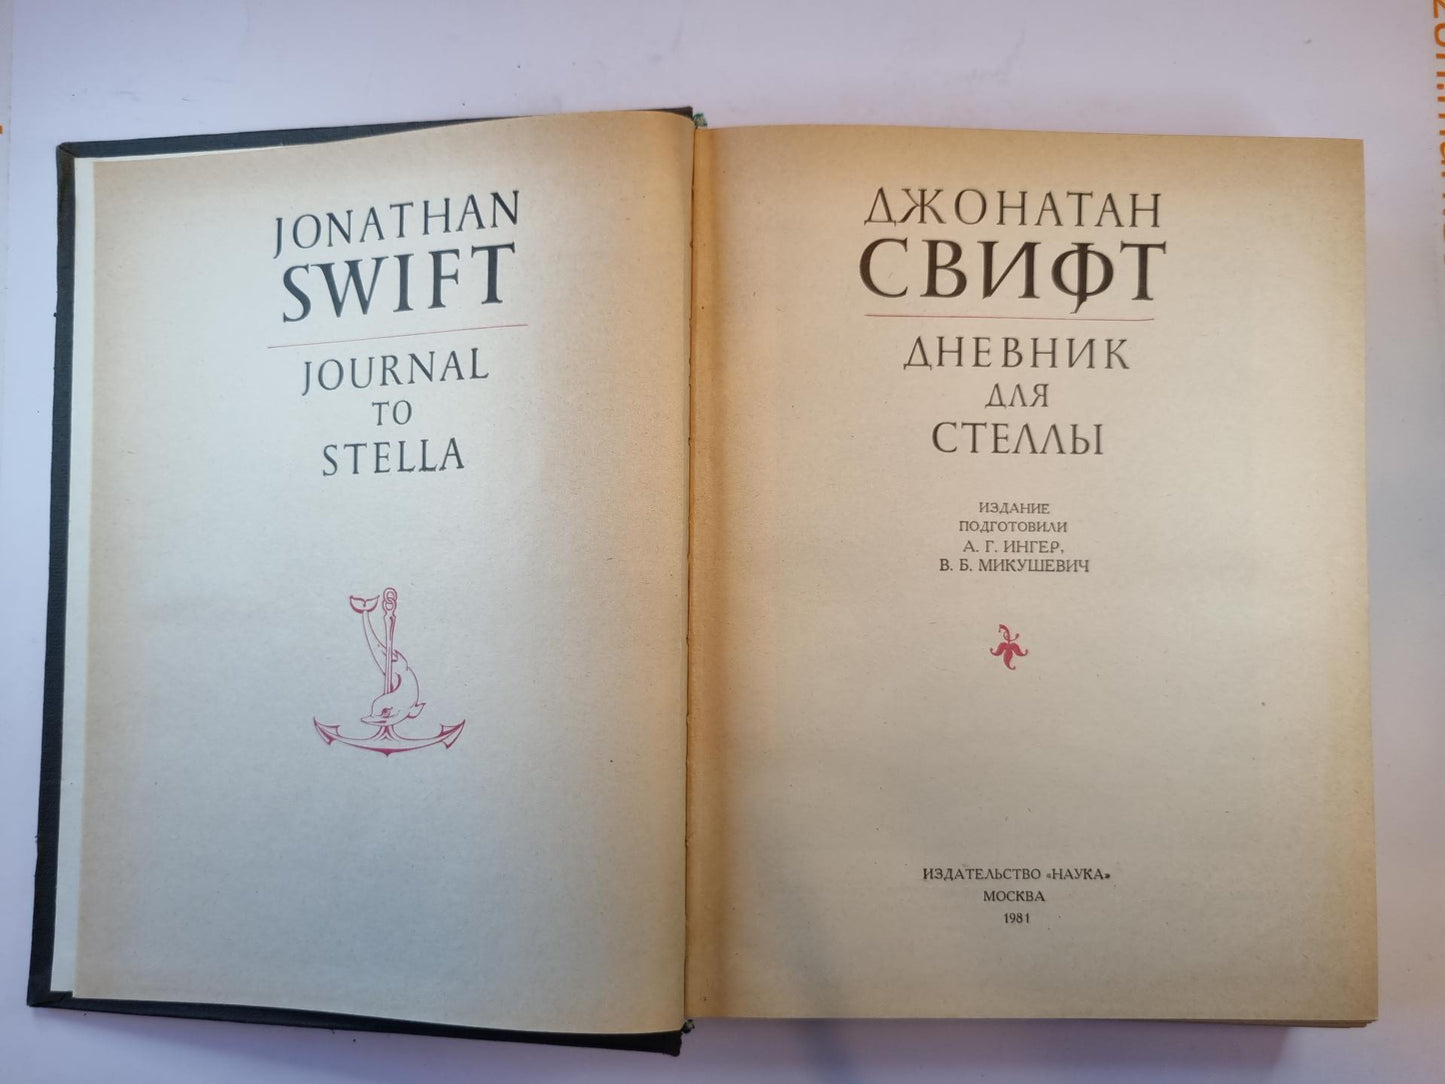 JONATHAN
SWIFT
JOURNAL
TO
STELLA
ДЖОНАТАН
СВИФТ
ДНЕВНИК
ДЛЯ
СТЕЛЛЫ
ИЗДАНИЕ
ПОДГОТОВИЛИ
А. Г. ИНГЕР,
В. Б. МИКУШЕВИЧ
ИЗДАТЕЛЬСТВО «НАУКА»
МОСКВА
1981